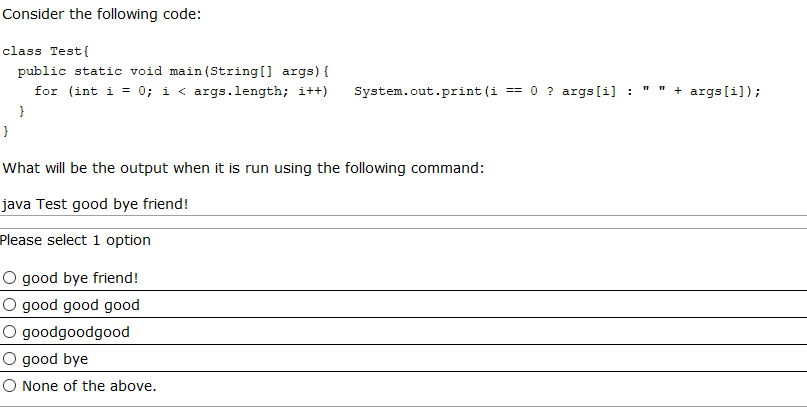 Consider the following code:
class Test{
public static void main(String[] args){
for (int i = 0; i < args.length; i++)   System.out.print(i == 0 ? args[i] : " " + args[i]);
}
}
What will be the output when it is run using the following command:
java Test good bye friend!
Please select 1 option
good bye friend!
good good good
goodgoodgood
good bye
None of the above.